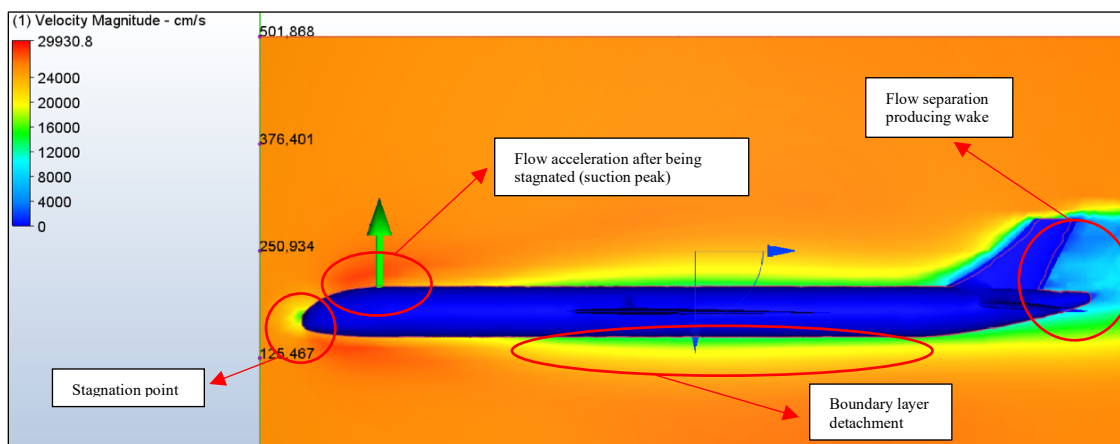 (1) Velocity Magnitude - cm/s
29930.8
24000
20000
16000
12000
8000
4000
0
501,868
376,401
250,934
125,467
Flow acceleration after being
stagnated (suction peak)
Flow separation
producing wake
Stagnation point
Boundary layer
detachment